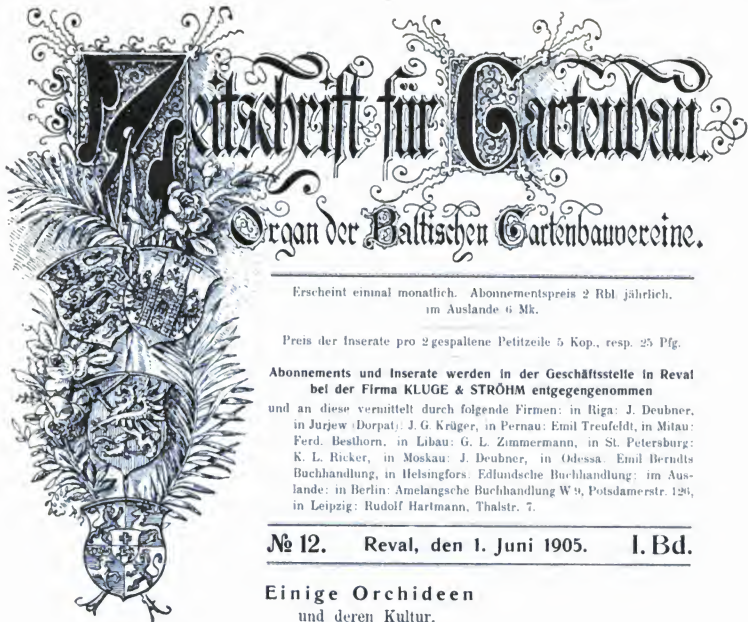 Zeitschrift für Gartenbau.
Organ der Baltischen Gartenbauvereine.
Erscheint einmal monatlich. Abonnementspreis 2 Rbl. jährlich.
im Auslande 6 Mk.
Preis der Inserate pro 2 gespaltene Petitzeile 5 Kop., resp. 25 Pfg.
Abonnements und Inserate werden in der Geschäftsstelle in Reval
bei der Firma KLUGE & STRÖHM entgegengenommen
und an diese vermittelt durch folgende Firmen: in Riga: J. Deubner,
in Jurjew (Dorpat): J. G. Krüger, in Pernau: Emil Treufeldt, in Mitau:
Ferd. Besthorn, in Libau: G. L. Zimmermann, in St. Petersburg:
K. L. Ricker, in Moskau: J. Deubner, in Odessa: Emil Berndts
Buchhandlung, in Helsingfors: Edlundsche Buchhandlung: im Aus-
lande: in Berlin: Amelangsche Buchhandlung W 9, Potsdamerstr. 126,
in Leipzig: Rudolf Hartmann, Thalstr. 7.
№ 12. Reval, den 1. Juni 1905. I. Bd.
Einige Orchideen
und deren Kultur.